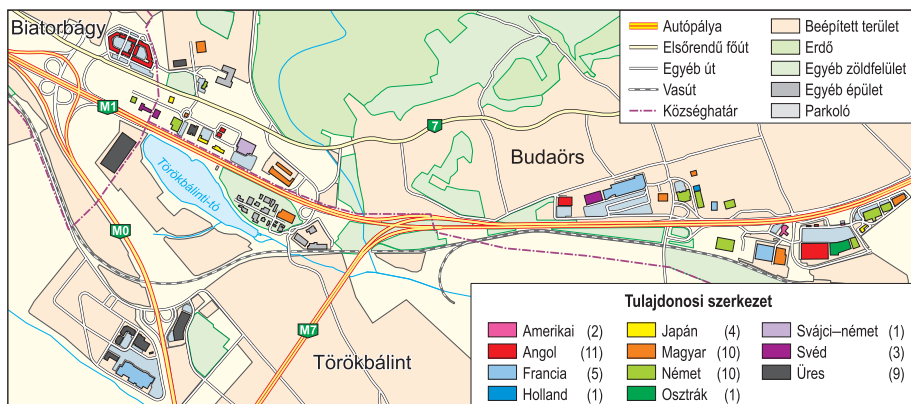 Biatorbágy
M1
7
Budaörs
Törökbálinti-tó
M0
M7
Törökbálint
Autópálya
Elsőrendű főút
Egyéb út
Vasút
Községhatár
Beépített terület
Erdő
Egyéb zöldfelület
Egyéb épület
Parkoló
Tulajdonosi szerkezet
Amerikai (2)
Angol (11)
Francia (5)
Holland (1)
Japán (4)
Magyar (10)
Német (10)
Osztrák (1)
Svájci–német (1)
Svéd (3)
Üres (9)